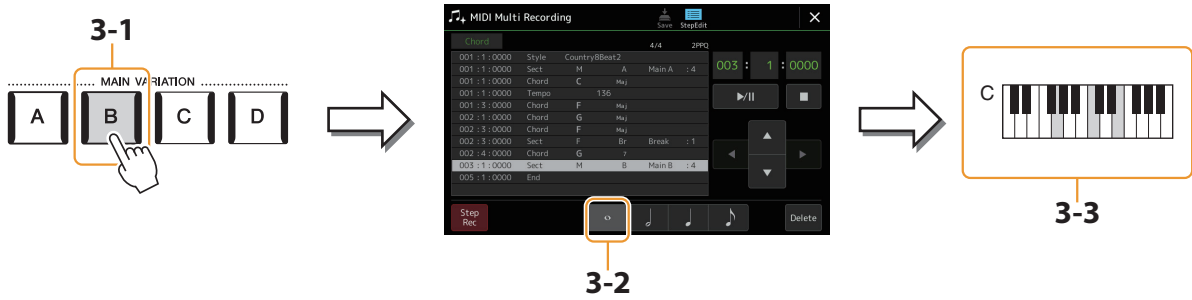 3-1
MAIN VARIATION
A B C D
MIDI Multi Recording
Save StepEdit
Chord 4/4 2PPQ
001 : 1 : 0000 Style Country8Beat2
001 : 1 : 0000 Sect M A Main A : 4
001 : 1 : 0000 Chord C Maj
001 : 1 : 0000 Tempo 136
001 : 3 : 0000 Chord F Maj
002 : 1 : 0000 Chord G Maj
002 : 3 : 0000 Chord F Maj
002 : 3 : 0000 Sect F Br Break : 1
002 : 4 : 0000 Chord G 7
003 : 1 : 0000 Sect M B Main B : 4
005 : 1 : 0000 End
003 : 1 : 0000
Step
Rec
Delete
3-2
C
3-3